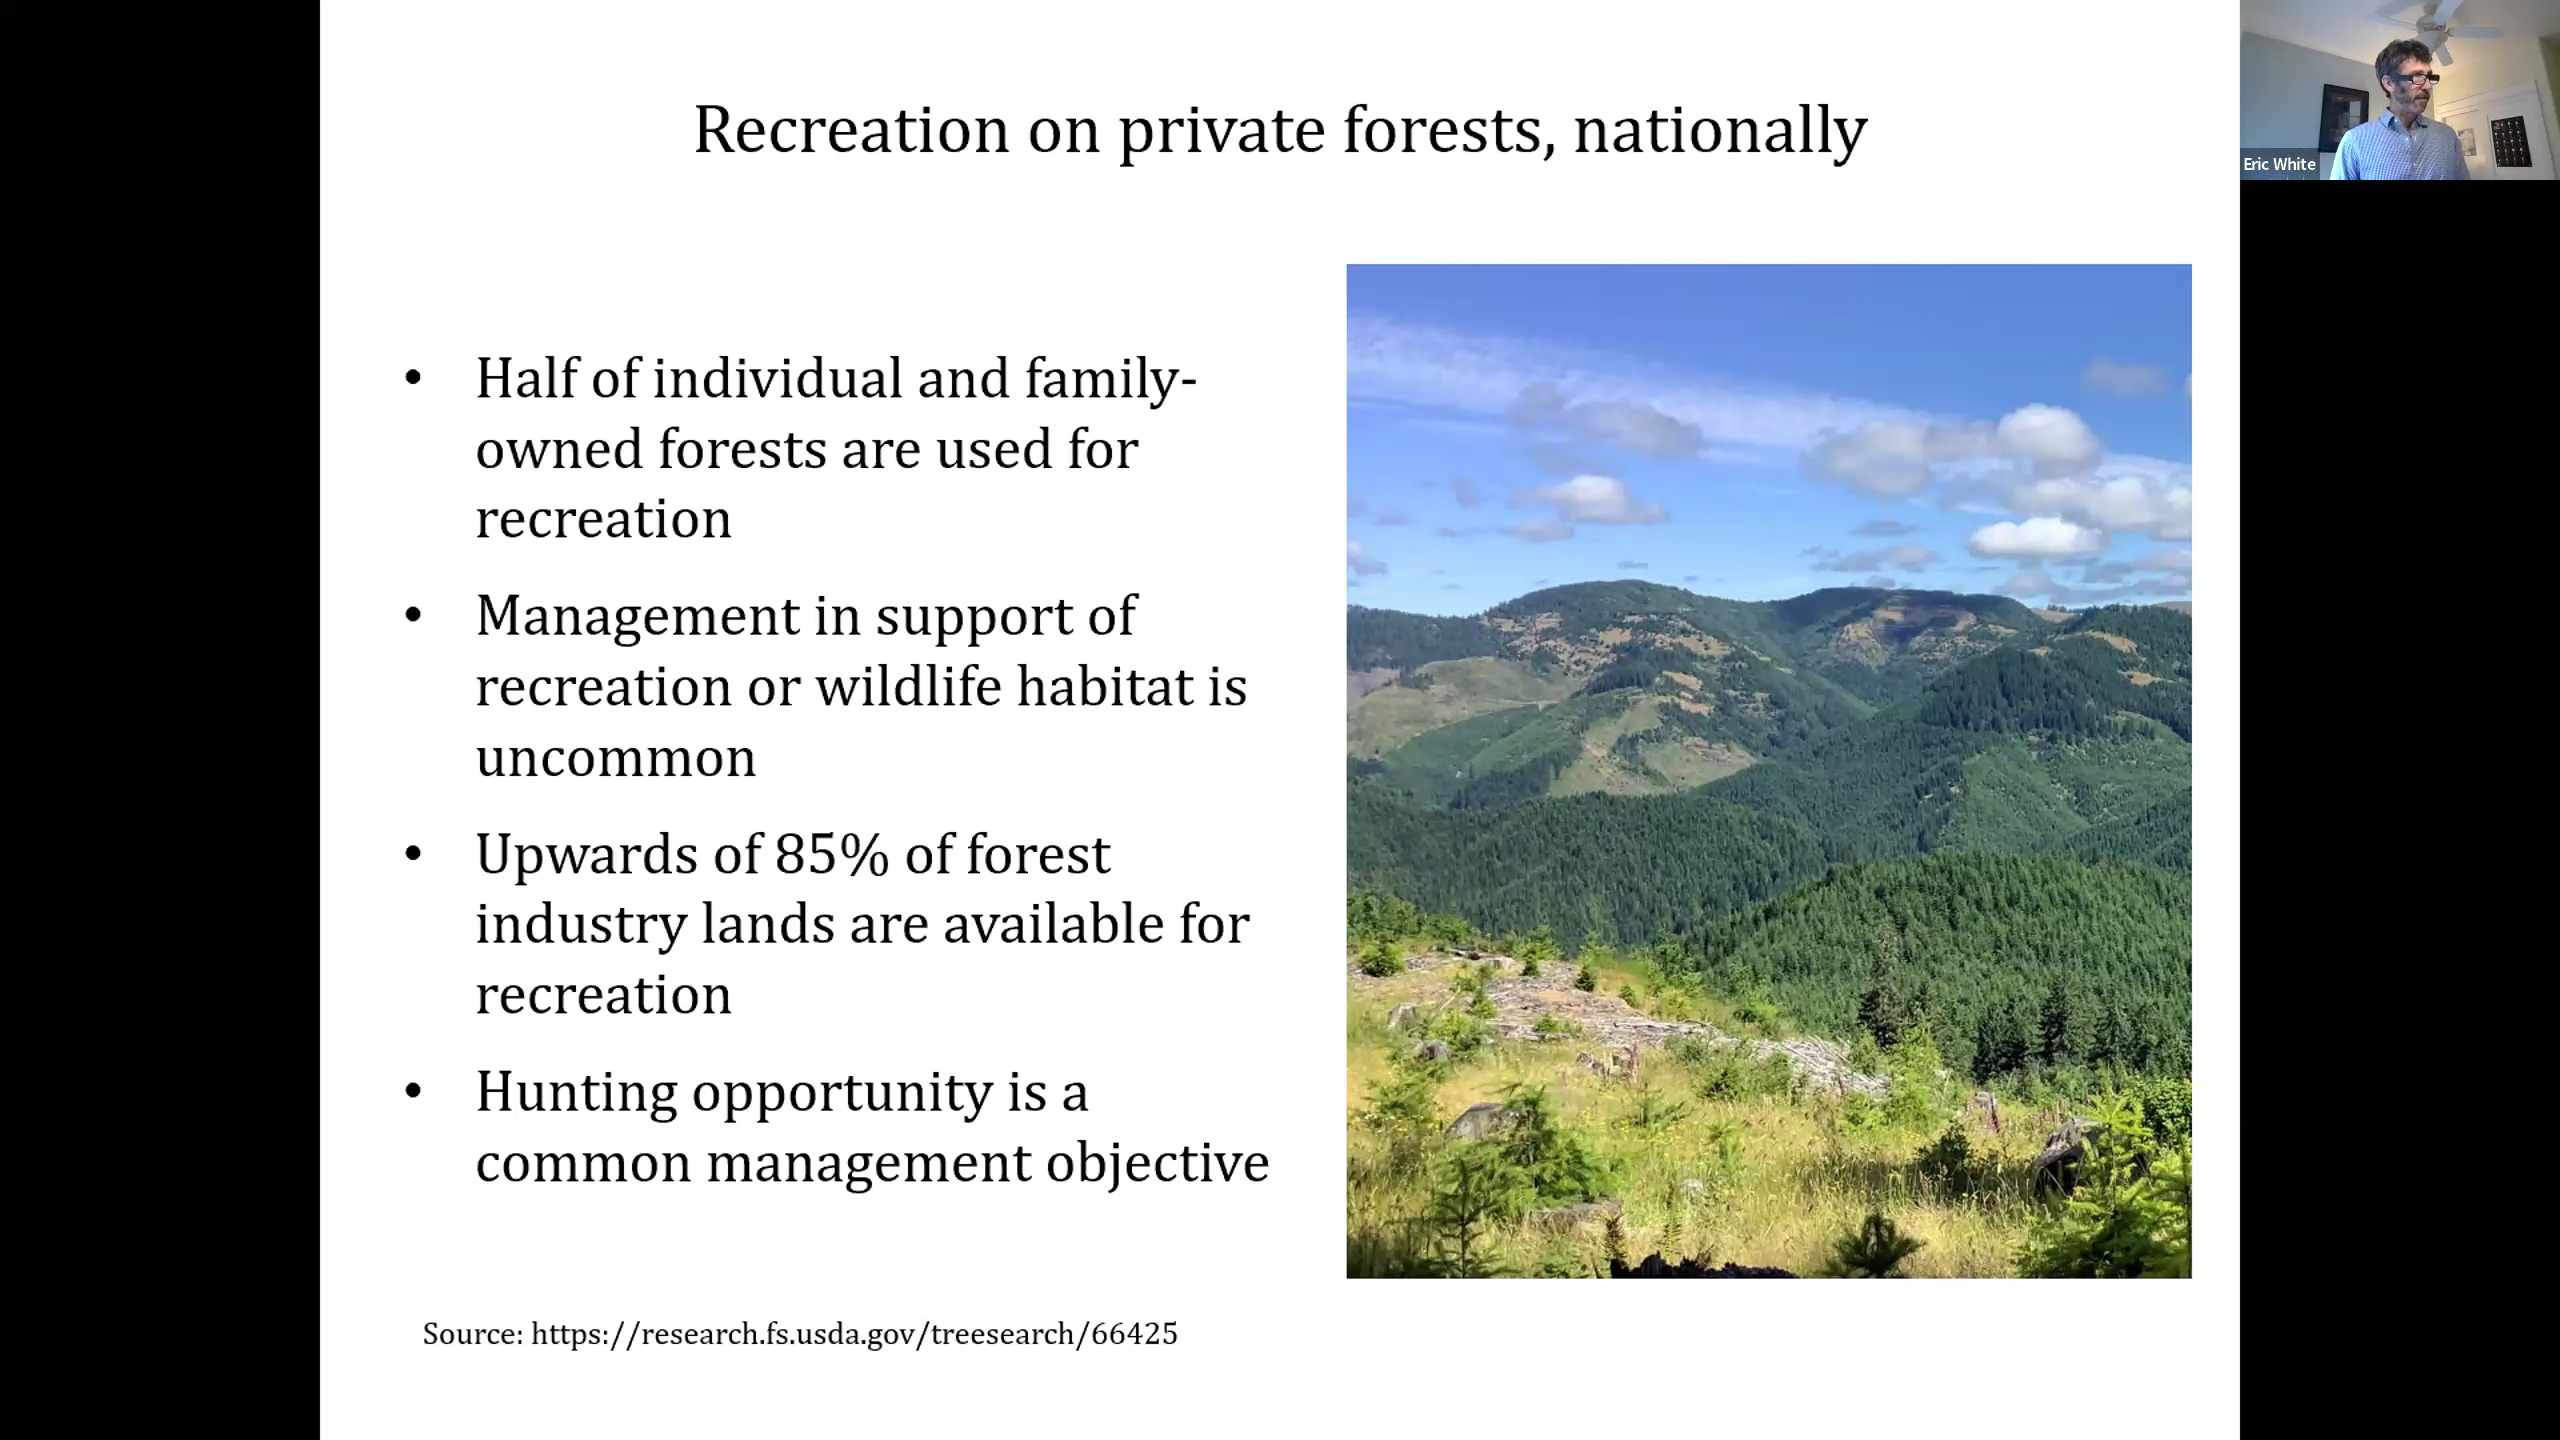 Recreation on private forests, nationally
Eric White
• Half of individual and family-
owned forests are used for
recreation
• Management in support of
recreation or wildlife habitat is
uncommon
• Upwards of 85% of forest
industry lands are available for
recreation
• Hunting opportunity is a
common management objective
Source: https://research.fs.usda.gov/treesearch/66425